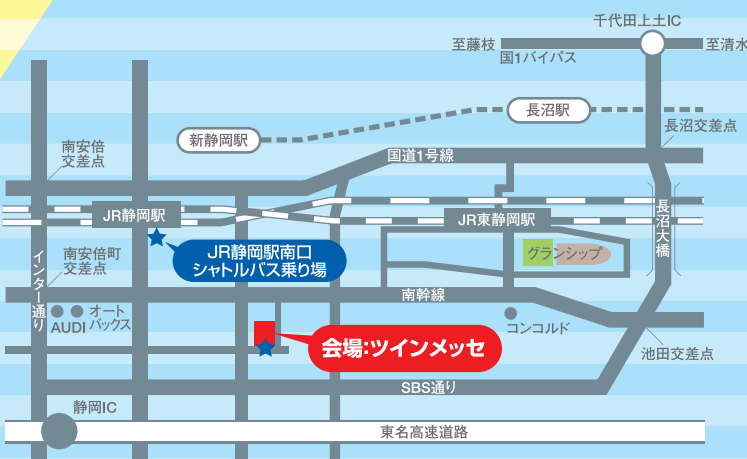 千代田上土IC
至藤枝
至清水
国1バイパス
長沼駅
新静岡駅
長沼交差点
南安倍
交差点
国道1号線
JR静岡駅
JR東静岡駅
長沼大橋
JR静岡駅南口
シャトルバス乗り場
グランシップ
インター通り
南安倍町
交差点
南幹線
オート
バックス
AUDI
コンコルド
会場:ツインメッセ
池田交差点
SBS通り
静岡IC
東名高速道路